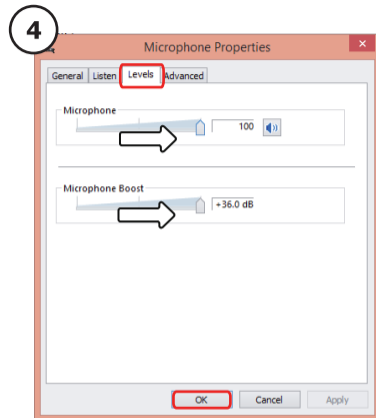 4
Microphone Properties
General Listen Levels Advanced
Microphone
100
Microphone Boost
+36.0 dB
OK Cancel Apply